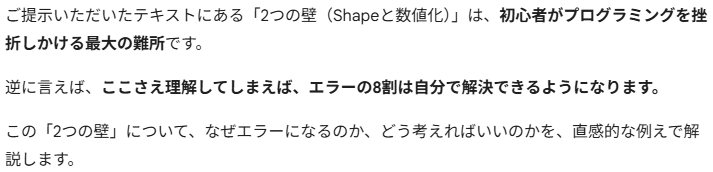 ご提示いただいたテキストにある「2つの壁（Shapeと数値化）」は、初心者がプログラミングを挫
折しかける最大の難所です。
逆に言えば、ここさえ理解してしまえば、エラーの8割は自分で解決できるようになります。
この「2つの壁」について、なぜエラーになるのか、どう考えればいいのかを、直感的な例えで解
説します。